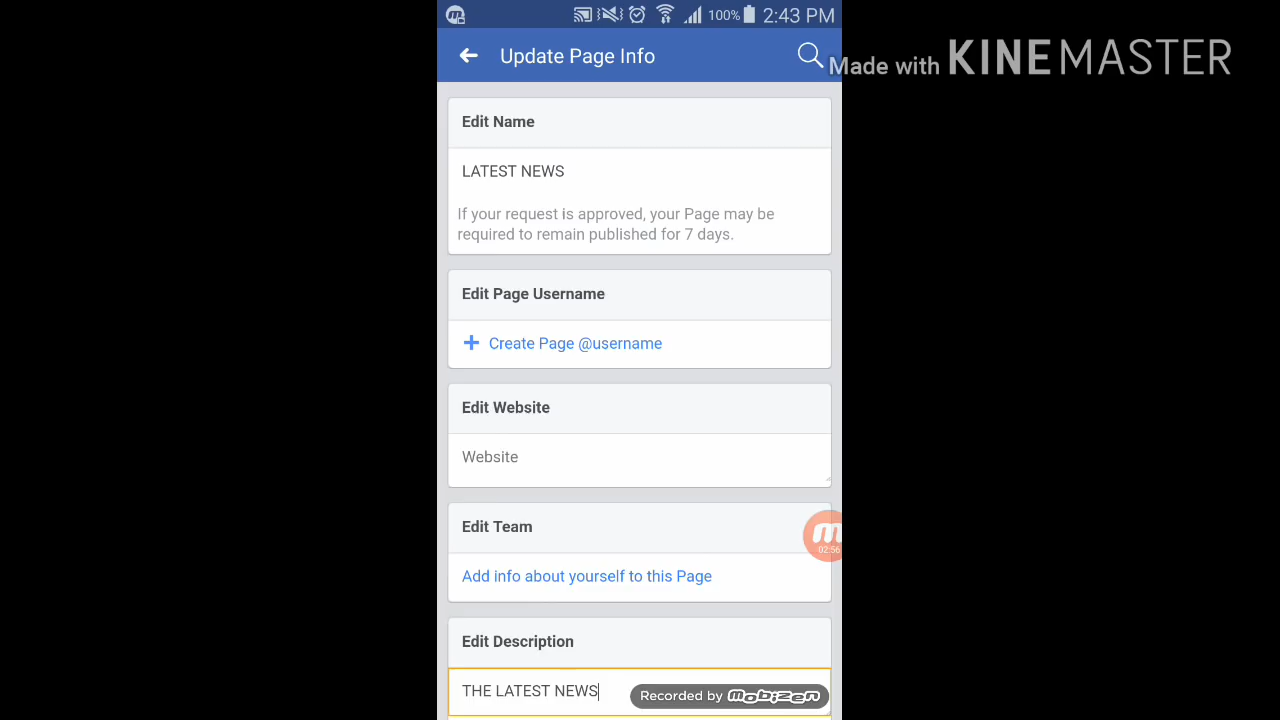 100% 2:43 PM
Update Page Info
Made with KINEMASTER
Edit Name
LATEST NEWS
If your request is approved, your Page may be
required to remain published for 7 days.
Edit Page Username
+ Create Page @username
Edit Website
Website
Edit Team
02:56
Add info about yourself to this Page
Edit Description
THE LATEST NEWS
Recorded by mobizen